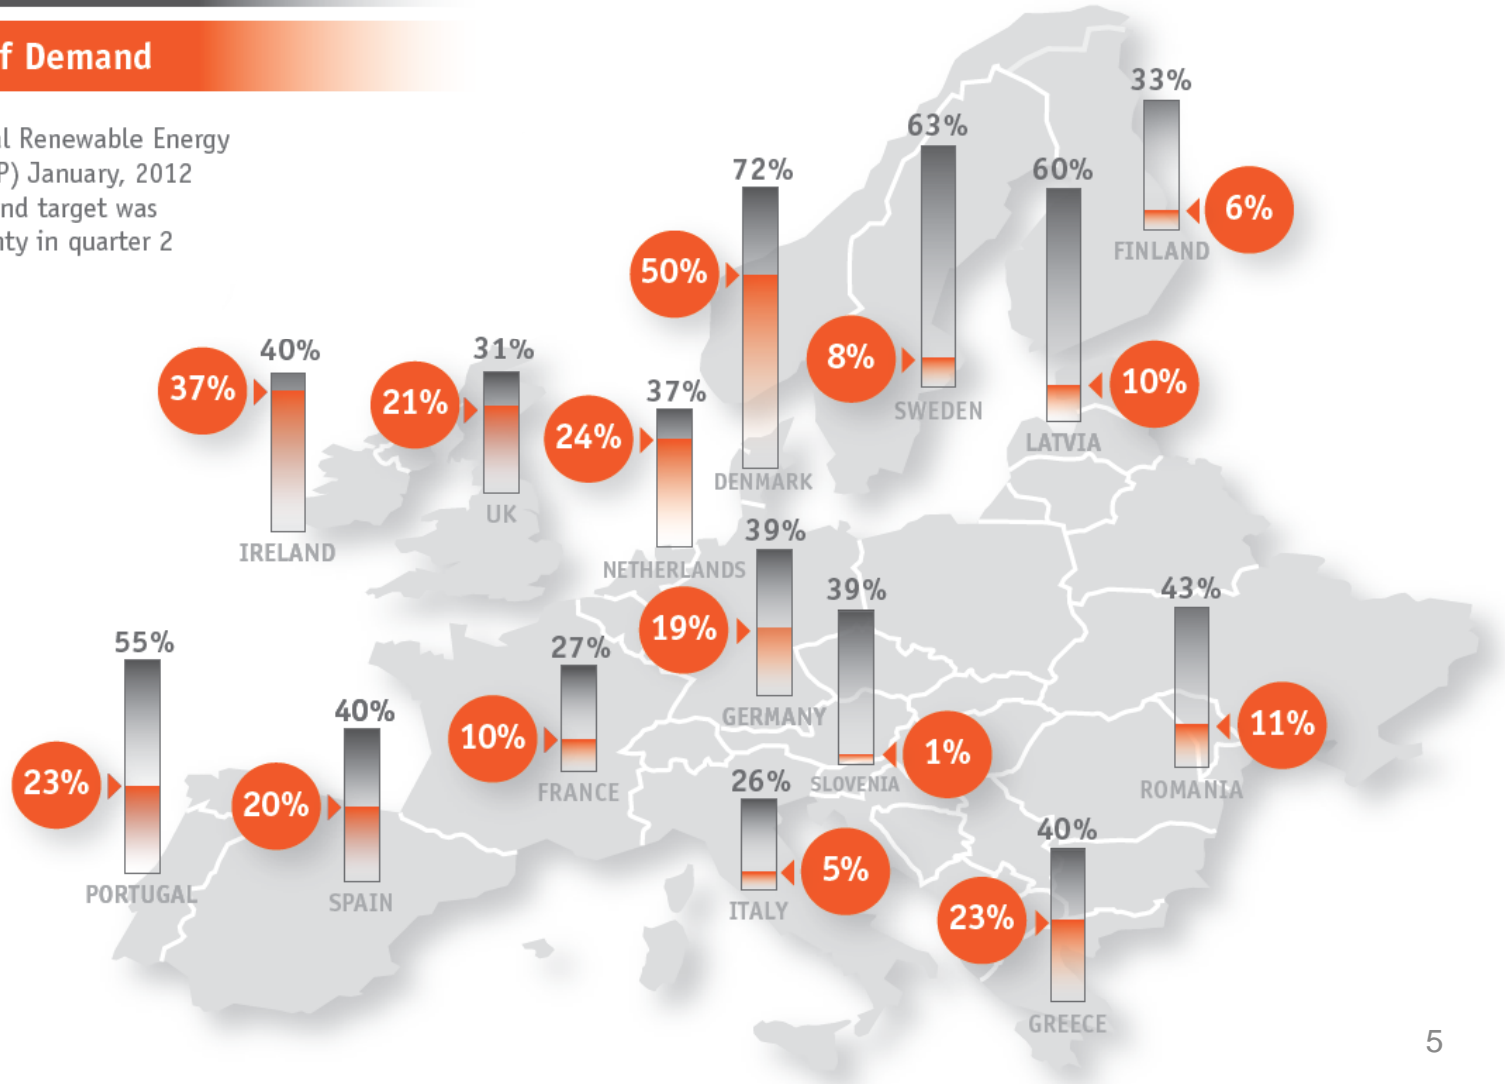 f Demand
l Renewable Energy
P) January, 2012
nd target was
nty in quarter 2
33%
6%
FINLAND
63%
8%
SWEDEN
60%
10%
LATVIA
72%
50%
DENMARK
40%
37%
IRELAND
31%
21%
UK
37%
24%
NETHERLANDS
39%
19%
GERMANY
39%
1%
SLOVENIA
43%
11%
ROMANIA
55%
23%
PORTUGAL
40%
20%
SPAIN
27%
10%
FRANCE
26%
5%
ITALY
40%
23%
GREECE
5